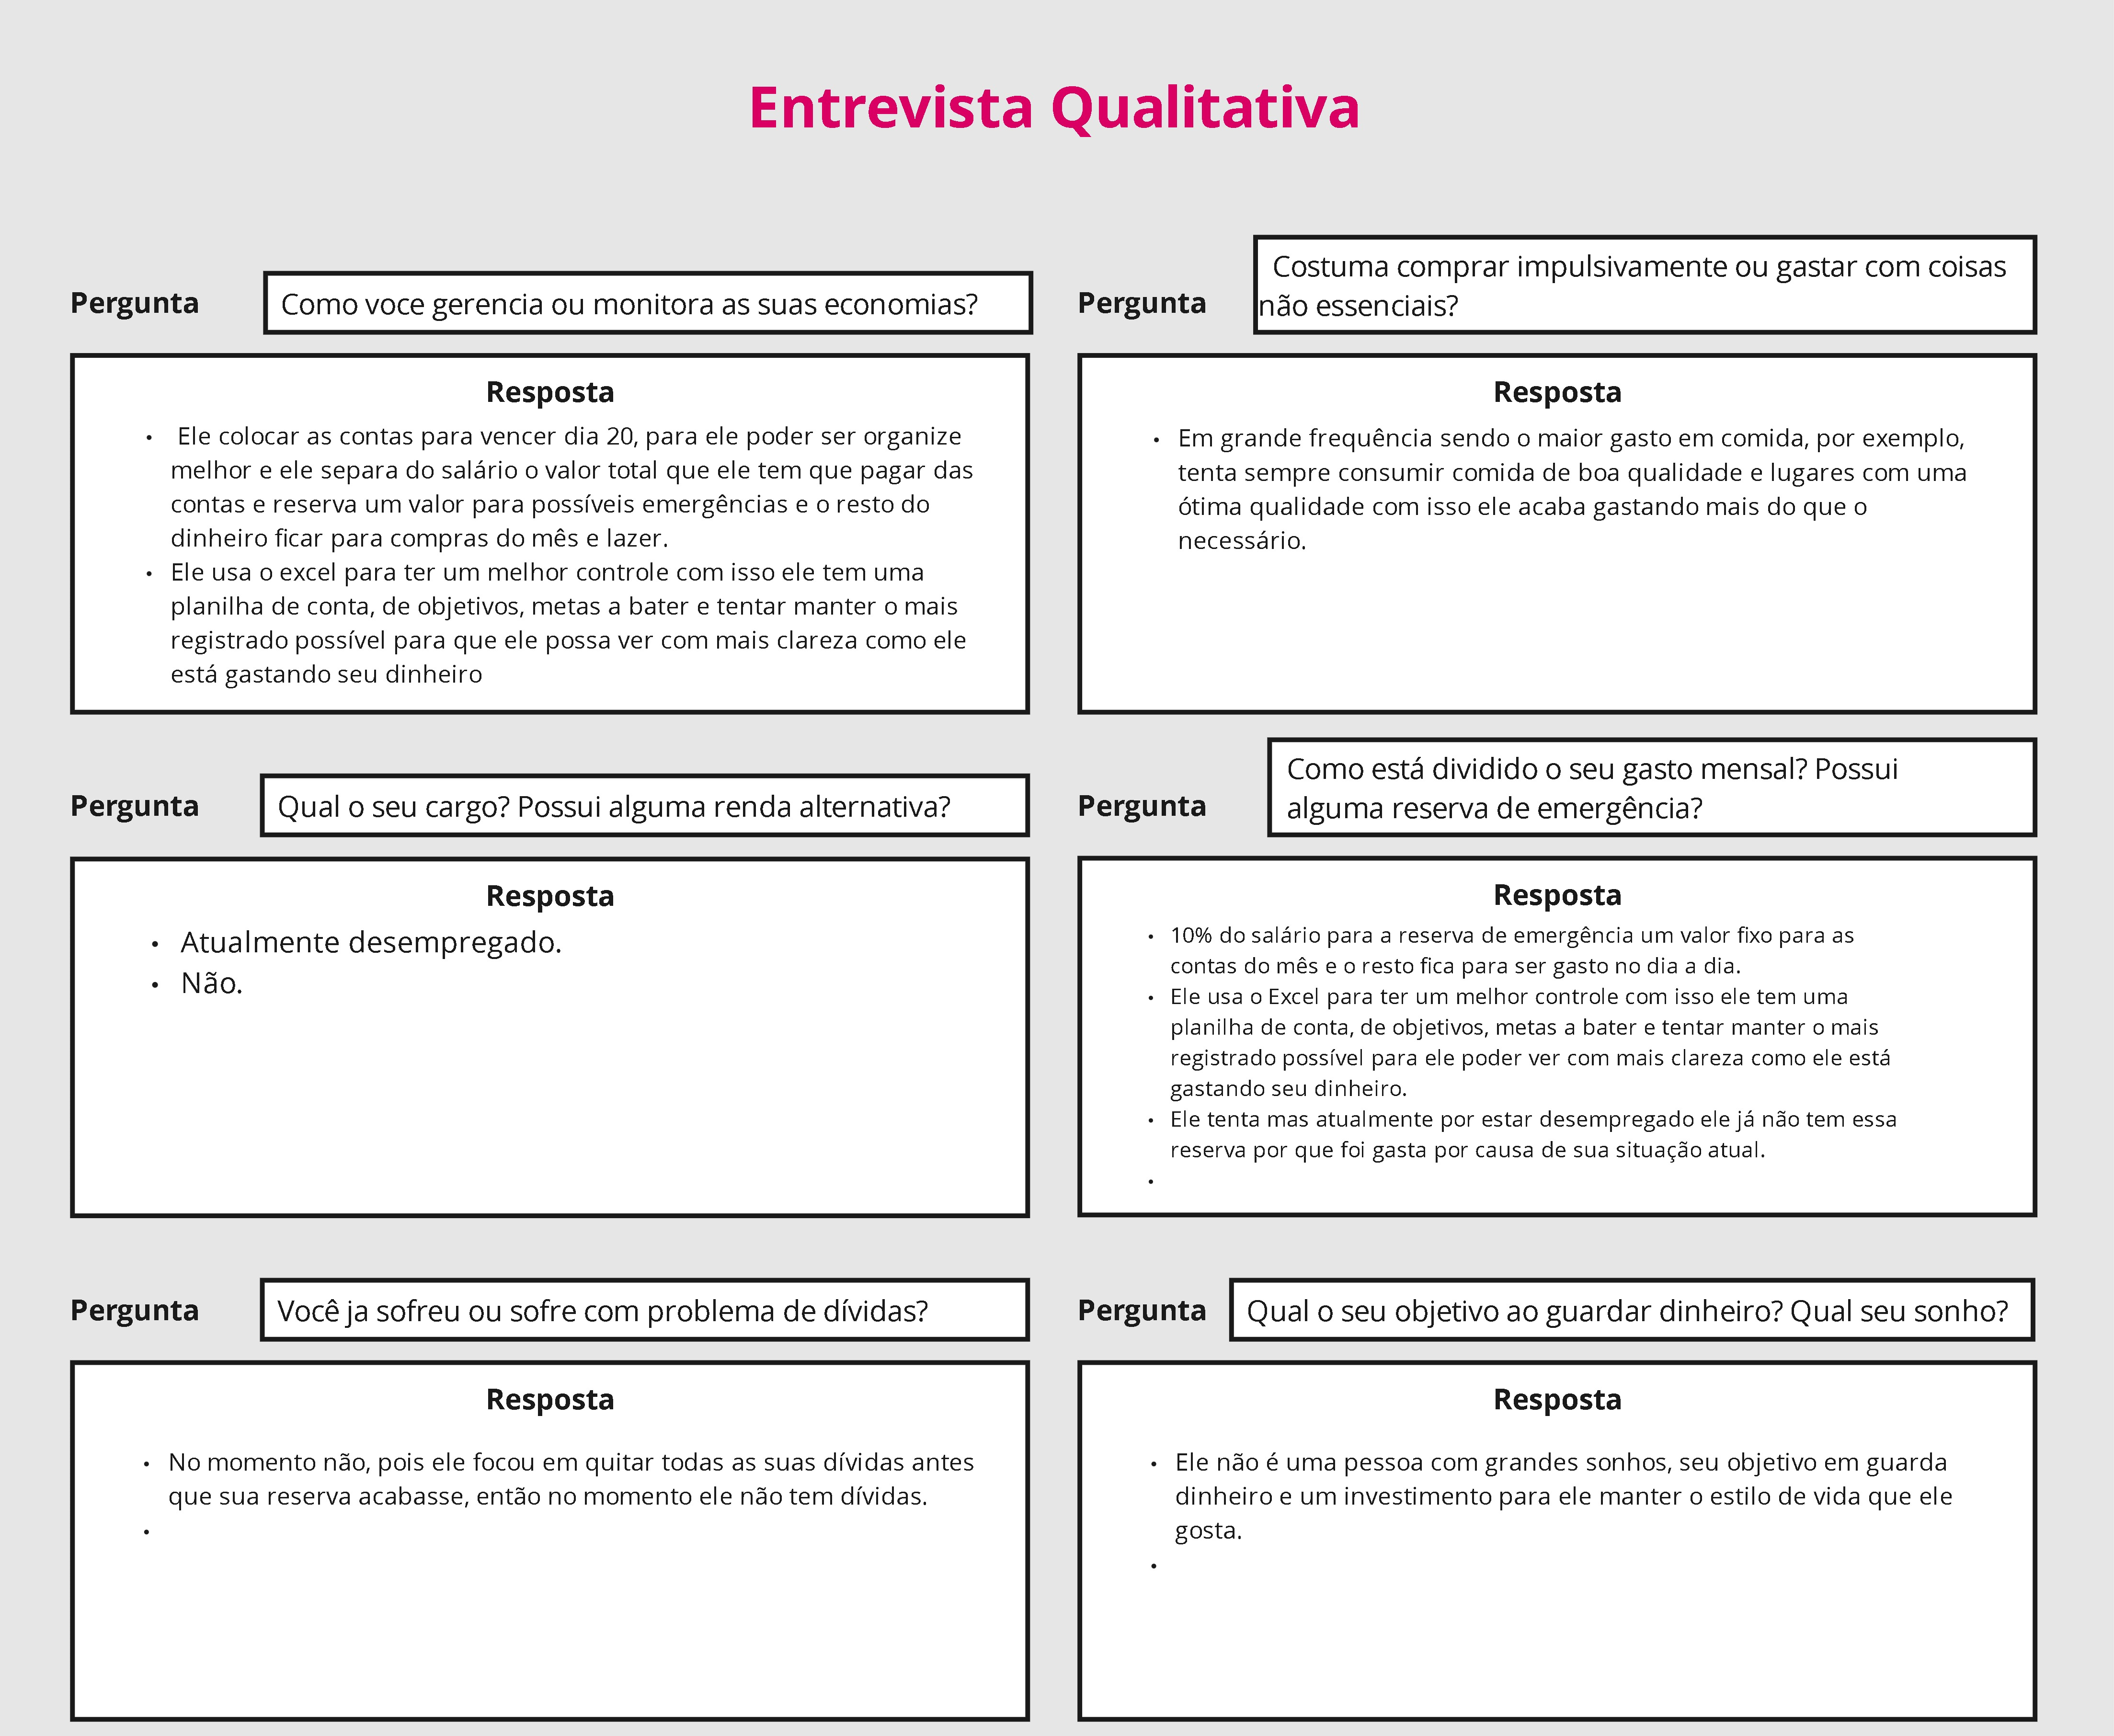 Entrevista Qualitativa
Pergunta
Como voce gerencia ou monitora as suas economias?
Resposta
• Ele colocar as contas para vencer dia 20, para ele poder ser organize
melhor e ele separa do salário o valor total que ele tem que pagar das
contas e reserva um valor para possíveis emergências e o resto do
dinheiro ficar para compras do mês e lazer.
• Ele usa o excel para ter um melhor controle com isso ele tem uma
planilha de conta, de objetivos, metas a bater e tentar manter o mais
registrado possível para que ele possa ver com mais clareza como ele
está gastando seu dinheiro
Pergunta
Costuma comprar impulsivamente ou gastar com coisas
não essenciais?
Resposta
• Em grande frequência sendo o maior gasto em comida, por exemplo,
tenta sempre consumir comida de boa qualidade e lugares com uma
ótima qualidade com isso ele acaba gastando mais do que o
necessário.
Pergunta
Qual o seu cargo? Possui alguma renda alternativa?
Resposta
• Atualmente desempregado.
• Não.
Pergunta
Como está dividido o seu gasto mensal? Possui
alguma reserva de emergência?
Resposta
• 10% do salário para a reserva de emergência um valor fixo para as
contas do mês e o resto fica para ser gasto no dia a dia.
• Ele usa o Excel para ter um melhor controle com isso ele tem uma
planilha de conta, de objetivos, metas a bater e tentar manter o mais
registrado possível para ele poder ver com mais clareza como ele está
gastando seu dinheiro.
• Ele tenta mas atualmente por estar desempregado ele já não tem essa
reserva por que foi gasta por causa de sua situação atual.
•
Pergunta
Você ja sofreu ou sofre com problema de dívidas?
Resposta
• No momento não, pois ele focou em quitar todas as suas dívidas antes
que sua reserva acabasse, então no momento ele não tem dívidas.
•
Pergunta
Qual o seu objetivo ao guardar dinheiro? Qual seu sonho?
Resposta
• Ele não é uma pessoa com grandes sonhos, seu objetivo em guarda
dinheiro e um investimento para ele manter o estilo de vida que ele
gosta.
•